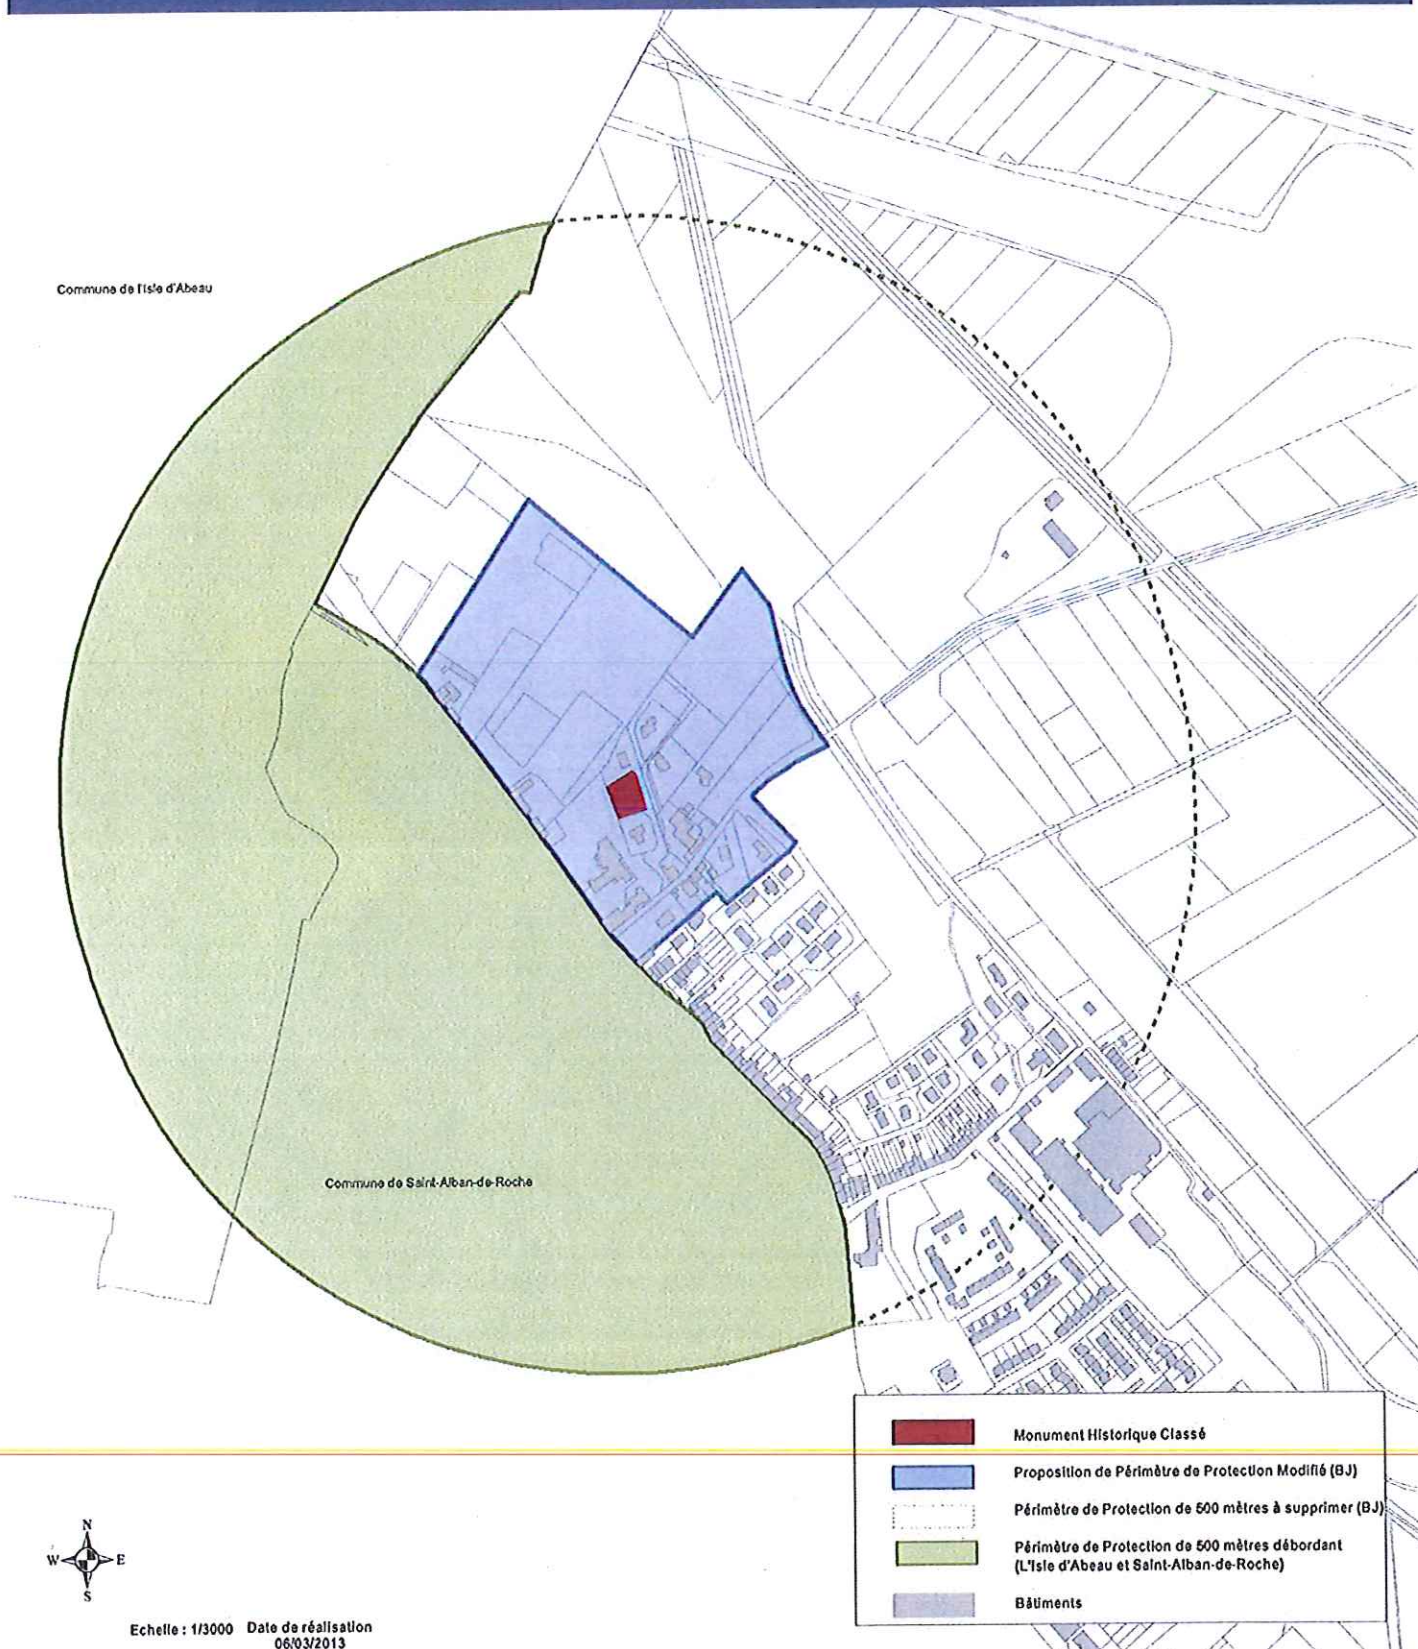 Commune de l'Isle d'Abeau
Commune de Saint-Alban-de-Roche
Monument Historique Classé
Proposition de Périmètre de Protection Modifié (BJ)
Périmètre de Protection de 500 mètres à supprimer (BJ)
Périmètre de Protection de 500 mètres débordant
(L'Isle d'Abeau et Saint-Alban-de-Roche)
Bâtiments
N
W E
S
Echelle : 1/3000 Date de réalisation
06/03/2013